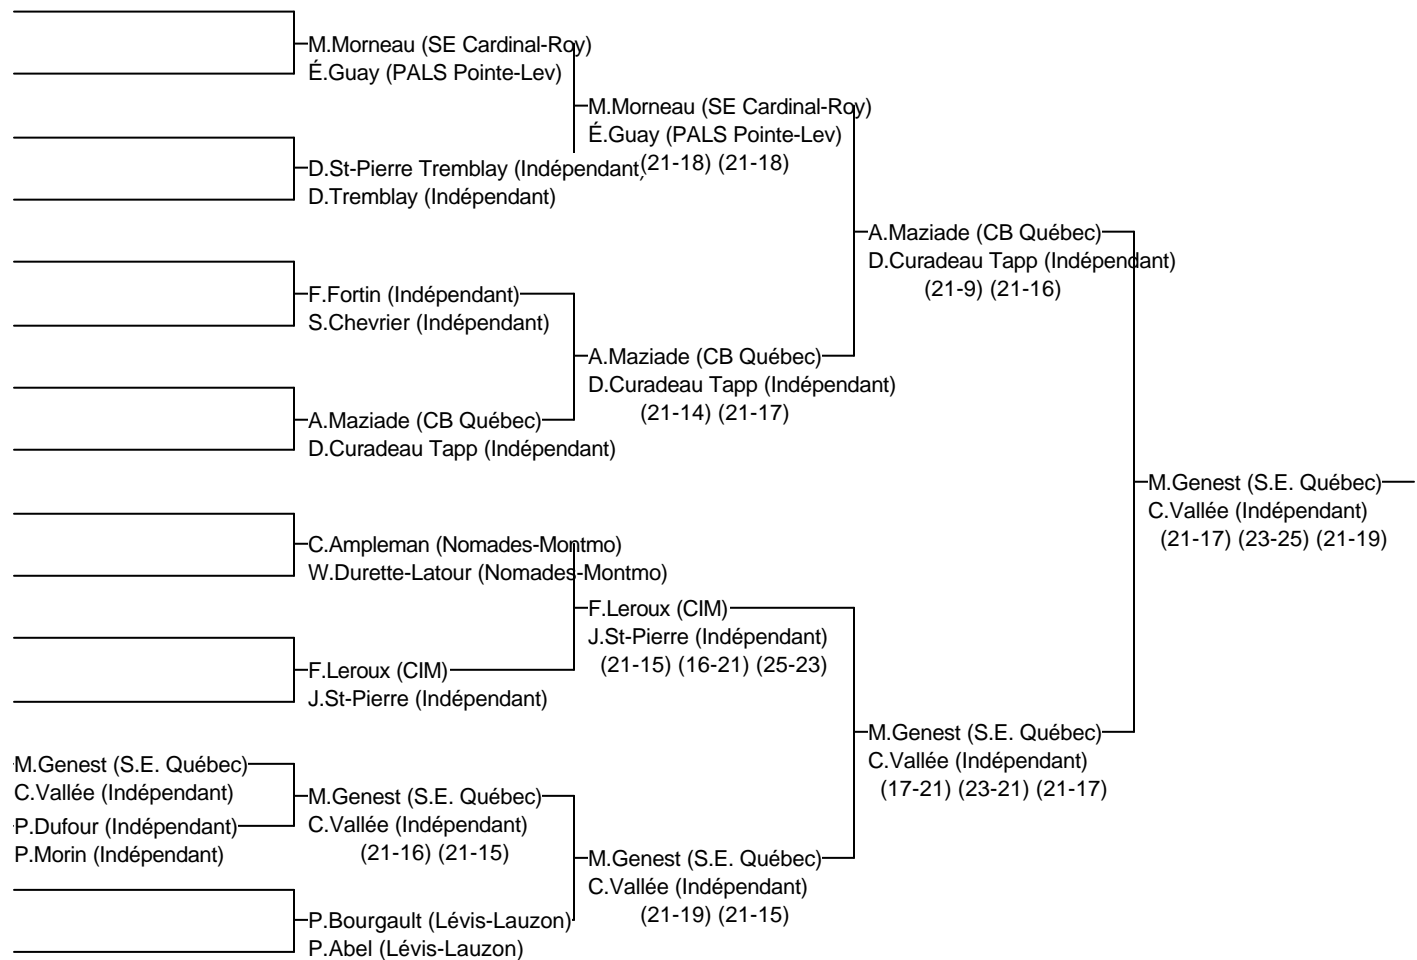 M.Morneau (SE Cardinal-Roy)
É.Guay (PALS Pointe-Lev)
M.Morneau (SE Cardinal-Roy)
É.Guay (PALS Pointe-Lev)
(21-18) (21-18)
D.St-Pierre Tremblay (Indépendant)
D.Tremblay (Indépendant)
A.Maziade (CB Québec)
D.Curadeau Tapp (Indépendant)
(21-9) (21-16)
F.Fortin (Indépendant)
S.Chevrier (Indépendant)
A.Maziade (CB Québec)
D.Curadeau Tapp (Indépendant)
(21-14) (21-17)
A.Maziade (CB Québec)
D.Curadeau Tapp (Indépendant)
M.Genest (S.E. Québec)
C.Vallée (Indépendant)
(21-17) (23-25) (21-19)
C.Ampleman (Nomades-Montmo)
W.Durette-Latour (Nomades-Montmo)
F.Leroux (CIM)
J.St-Pierre (Indépendant)
(21-15) (16-21) (25-23)
F.Leroux (CIM)
J.St-Pierre (Indépendant)
M.Genest (S.E. Québec)
C.Vallée (Indépendant)
(17-21) (23-21) (21-17)
M.Genest (S.E. Québec)
C.Vallée (Indépendant)
M.Genest (S.E. Québec)
C.Vallée (Indépendant)
(21-16) (21-15)
P.Dufour (Indépendant)
P.Morin (Indépendant)
M.Genest (S.E. Québec)
C.Vallée (Indépendant)
(21-19) (21-15)
P.Bourgault (Lévis-Lauzon)
P.Abel (Lévis-Lauzon)